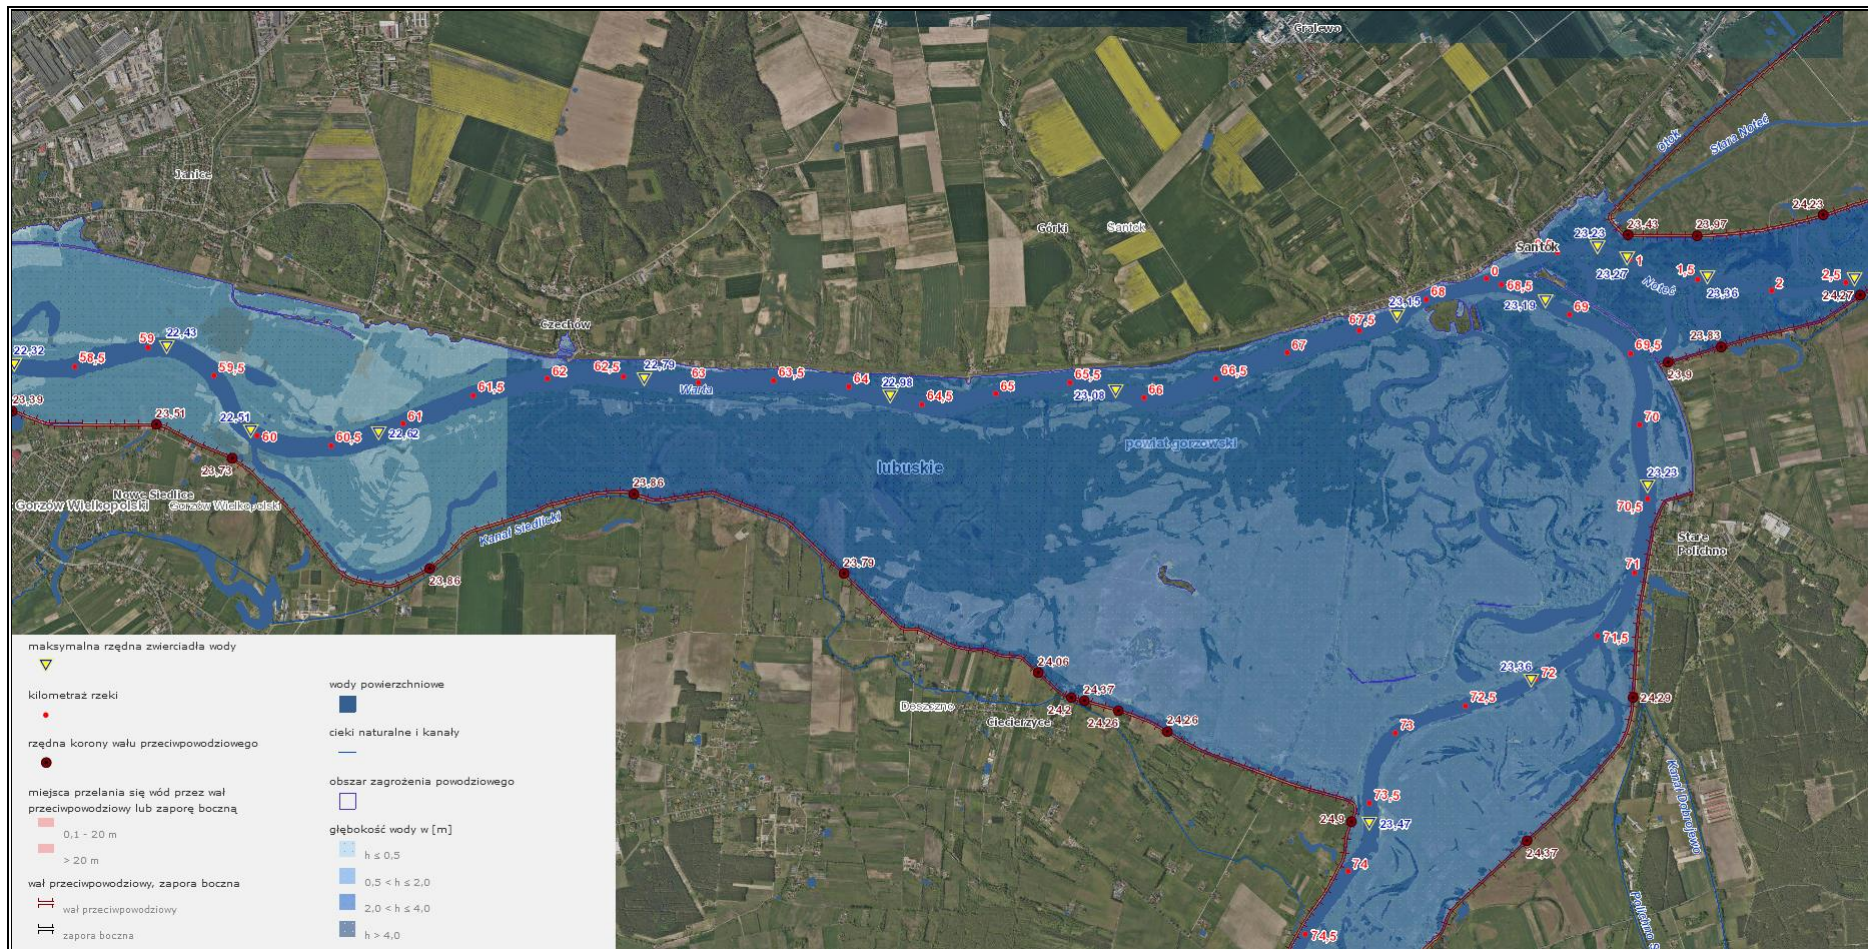 Gralewo
Janice
Otok
Stara Noteć
Górki
Santok
24,23
23,43
23,97
23,23
Santok
1
23,27
1,5
Noteć
23,36
2
2,5
24,27
0
68,5
68
23,15
23,19
69
67,5
69,5
23,83
23,9
67
66,5
66
23,08
65,5
65
64,5
22,98
64
63,5
63
Warta
22,79
62,5
62
Czechów
61,5
61
22,62
60,5
60
22,51
59,5
22,43
59
58,5
22,32
23,39
23,51
23,73
Nowe Siedlice
Gorzów Wielkopolski
Gorzów Wielkopolski
23,86
Kanał Siedlicki
23,86
23,79
lubuskie
powiat gorzowski
70
23,23
70,5
Stare
Polichno
71
71,5
23,36
72
72,5
73
24,29
24,06
24,37
24,2
24,26
24,26
Deszczno
Ciecierzyce
73,5
24,9
23,47
74
74,5
24,37
Kanał Dobrojewo
Polichno S
maksymalna rzędna zwierciadła wody
kilometraż rzeki
rzędna korony wału przeciwpowodziowego
miejsca przelania się wód przez wał
przeciwpowodziowy lub zaporę boczną
0,1 - 20 m
> 20 m
wał przeciwpowodziowy, zapora boczna
wał przeciwpowodziowy
zapora boczna
wody powierzchniowe
cieki naturalne i kanały
obszar zagrożenia powodziowego
głębokość wody w [m]
h ≤ 0,5
0,5 < h ≤ 2,0
2,0 < h ≤ 4,0
h > 4,0